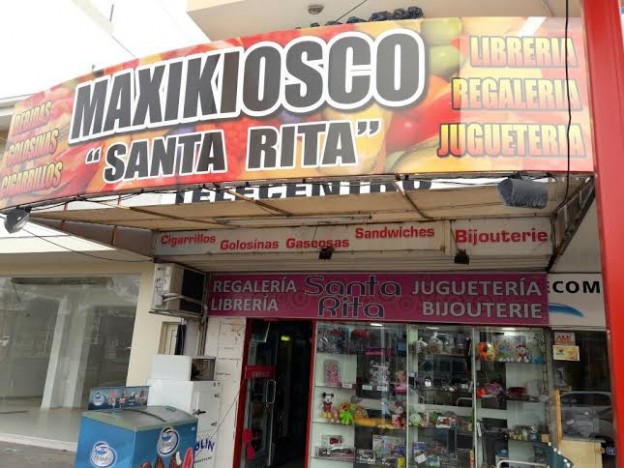 BEBIDAS
GOLOSINAS
CIGARRILLOS
MAXIKIOSCO
"SANTA RITA"
LIBRERIA
REGALERIA
JUGUETERIA
TELECENTRO
Cigarrillos Golosinas Gaseosas Sandwiches Bijouterie
REGALERÍA
LIBRERÍA
Santa
Rita
JUGUETERÍA
BIJOUTERIE
ECOM